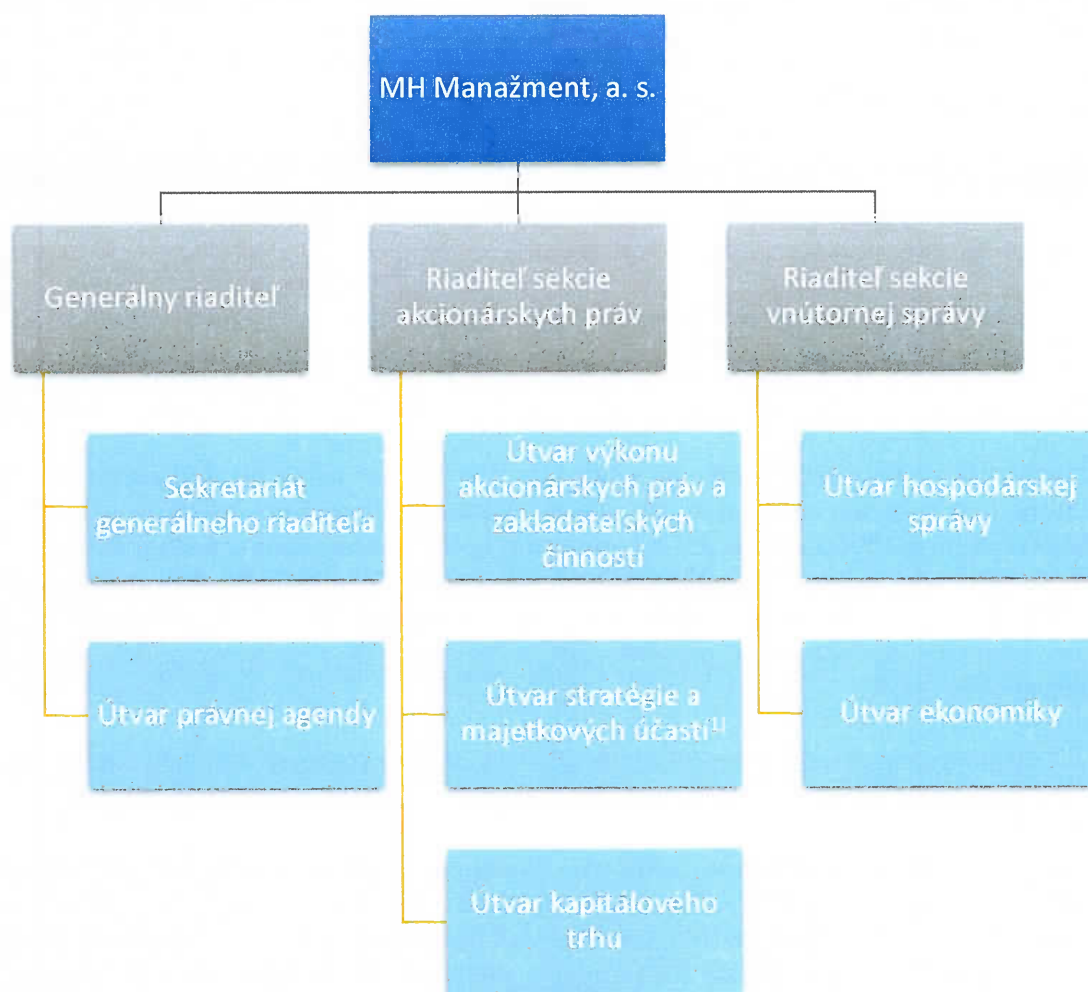 MH Manažment, a. s.
Generálny riaditeľ
Riaditeľ sekcie
akcionárskych práv
Riaditeľ sekcie
vnútornej správy
Sekretariát
generálneho riaditeľa
Útvar právnej agendy
Útvar výkonu
akcionárskych práv a
zakladateľských
činností
Útvar stratégie a
majetkových účastí¹⁾
Útvar kapitálového
trhu
Útvar hospodárskej
správy
Útvar ekonomiky